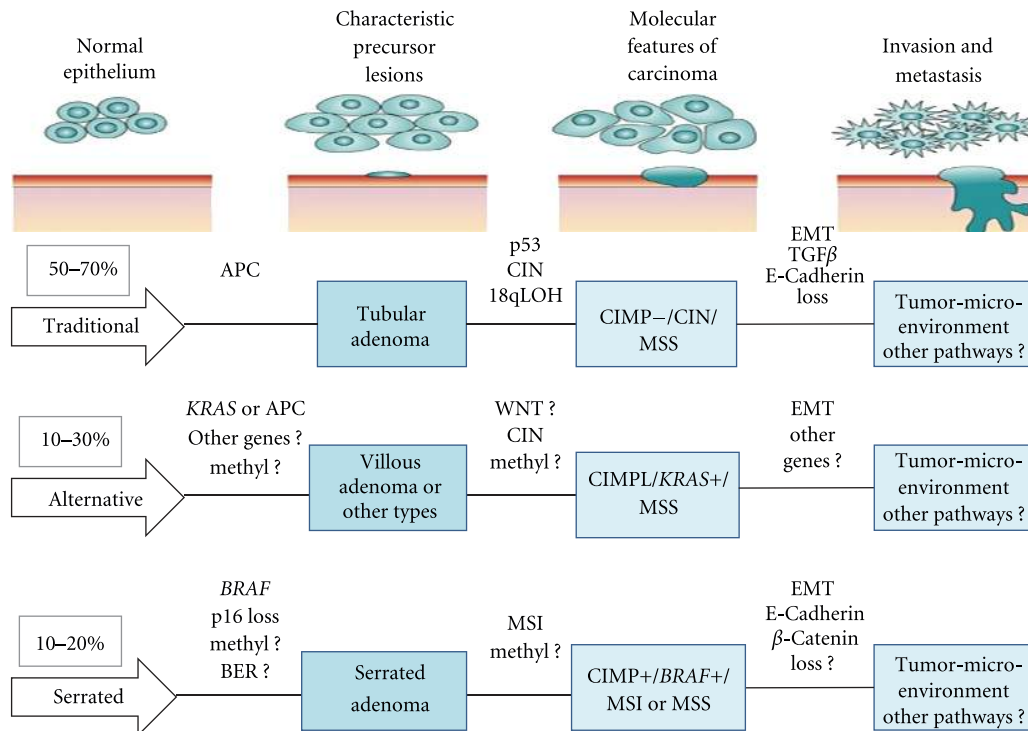 Normal
epithelium
Characteristic
precursor
lesions
Molecular
features of
carcinoma
Invasion and
metastasis
50–70%
Traditional
APC
Tubular
adenoma
p53
CIN
18qLOH
CIMP−/CIN/
MSS
EMT
TGFβ
E-Cadherin
loss
Tumor-micro-
environment
other pathways ?
10–30%
Alternative
KRAS or APC
Other genes ?
methyl ?
Villous
adenoma or
other types
WNT ?
CIN
methyl ?
CIMPL/KRAS+/
MSS
EMT
other
genes ?
Tumor-micro-
environment
other pathways ?
10–20%
Serrated
BRAF
p16 loss
methyl ?
BER ?
Serrated
adenoma
MSI
methyl ?
CIMP+/BRAF+/
MSI or MSS
EMT
E-Cadherin
β-Catenin
loss ?
Tumor-micro-
environment
other pathways ?